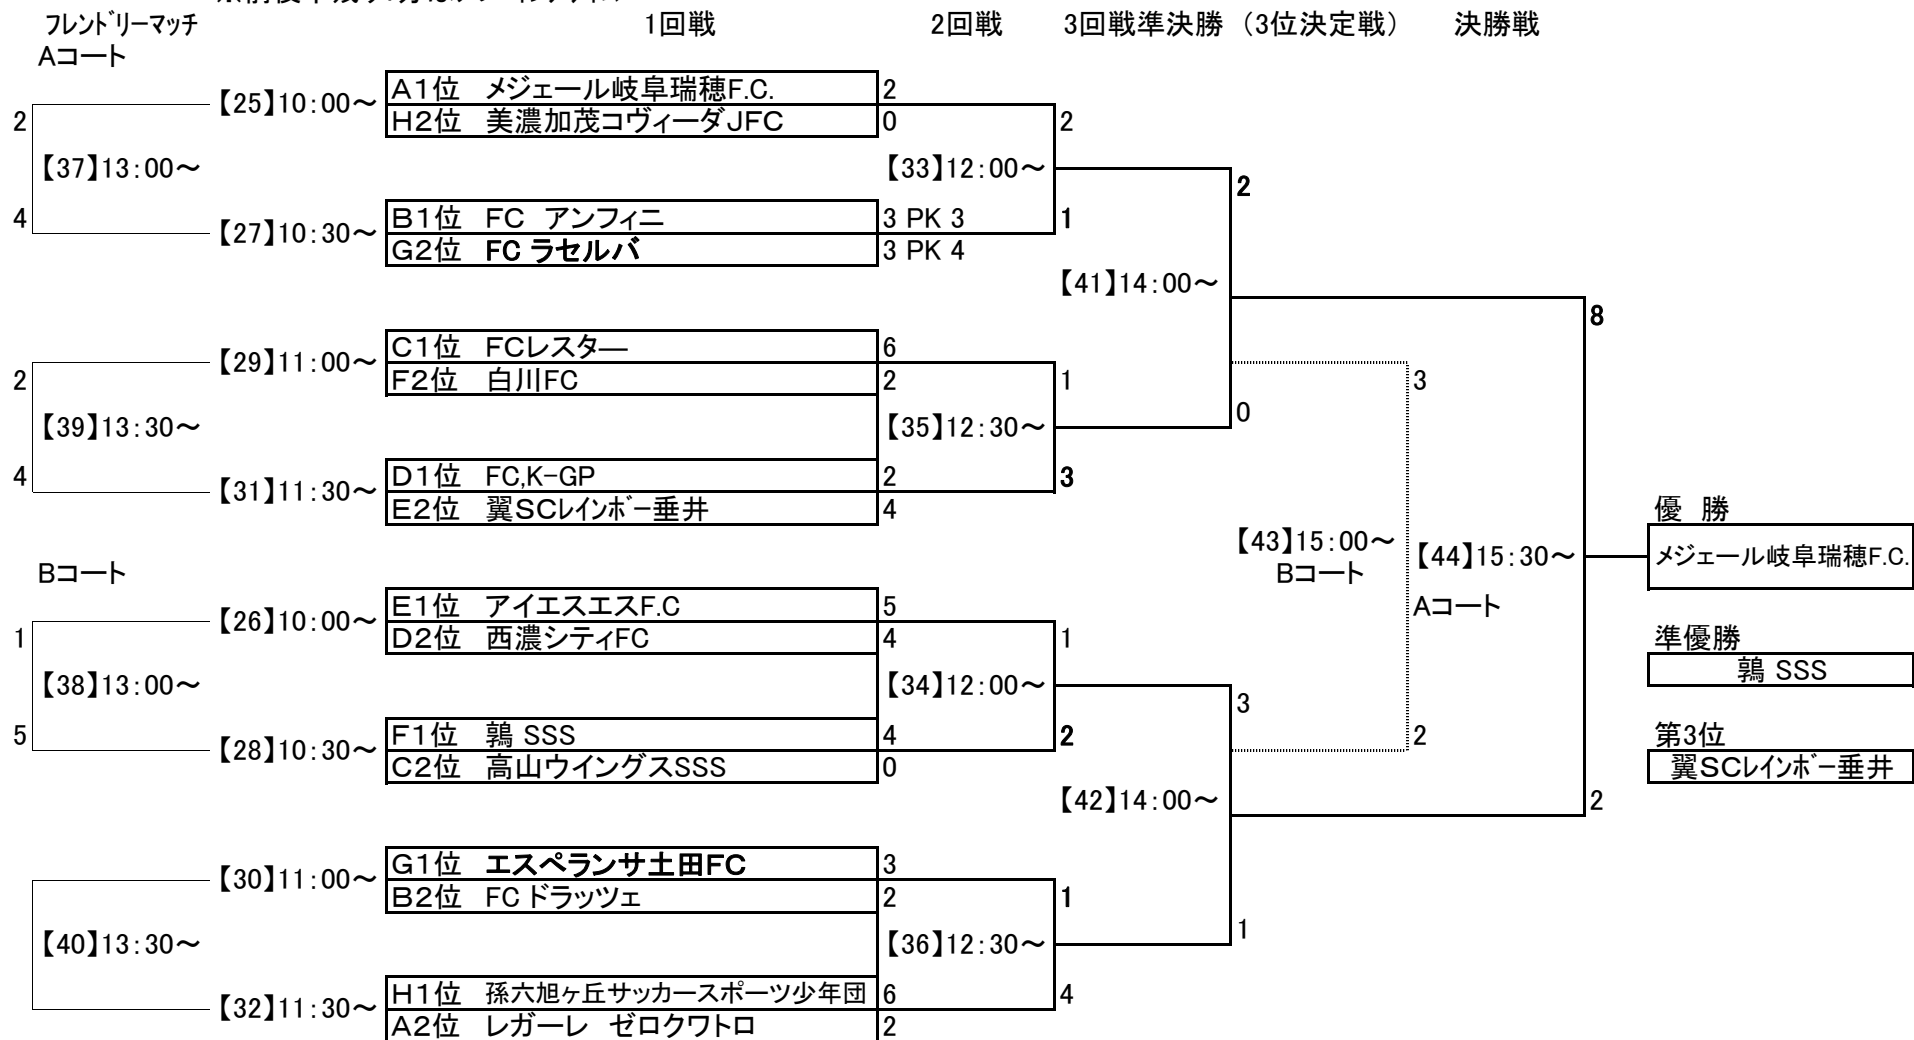 フレンドリーマッチ 1回戦 2回戦 3回戦準決勝 (3位決定戦) 決勝戦
Aコート
【25】10:00～ A1位 メジェール岐阜瑞穂F.C. 2
2 H2位 美濃加茂コヴィーダJFC 0 2
【37】13:00～ 【33】12:00～
2
4 【27】10:30～ B1位 FC アンフィニ 3 PK 3 1
G2位 FC ラセルバ 3 PK 4
【41】14:00～
8
【29】11:00～ C1位 FCレスタ― 6
2 F2位 白川FC 2 1 3
0
【39】13:30～ 【35】12:30～
4 【31】11:30～ D1位 FC,K-GP 2 3
E2位 翼SCレインボー垂井 4
優 勝
【43】15:00～ 【44】15:30～ メジェール岐阜瑞穂F.C.
Bコート Bコート
【26】10:00～ E1位 アイエスエスF.C 5 Aコート
1 D2位 西濃シティFC 4 1 準優勝
【38】13:00～ 【34】12:00～ 鶉 SSS
3
5 【28】10:30～ F1位 鶉 SSS 4 2 2 第3位
C2位 高山ウイングスSSS 0 翼SCレインボー垂井
【42】14:00～ 2
【30】11:00～ G1位 エスペランサ土田FC 3
B2位 FC ドラッツェ 2 1
1
【40】13:30～ 【36】12:30～
【32】11:30～ H1位 孫六旭ヶ丘サッカースポーツ少年団 6 4
A2位 レガーレ ゼロクワトロ 2